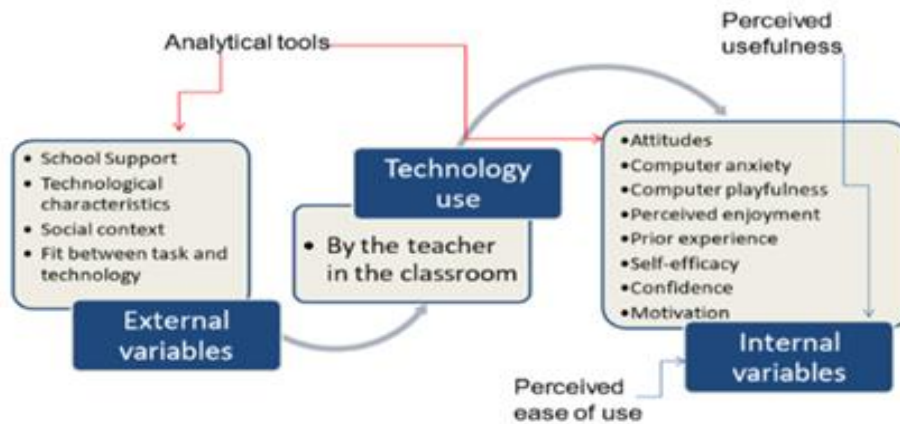 Analytical tools
Perceived
usefulness
• School Support
• Technological
characteristics
• Social context
• Fit between task and
technology
External
variables
Technology
use
• By the teacher
in the classroom
•Attitudes
•Computer anxiety
•Computer playfulness
•Perceived enjoyment
•Prior experience
•Self-efficacy
•Confidence
•Motivation
Internal
variables
Perceived
ease of use